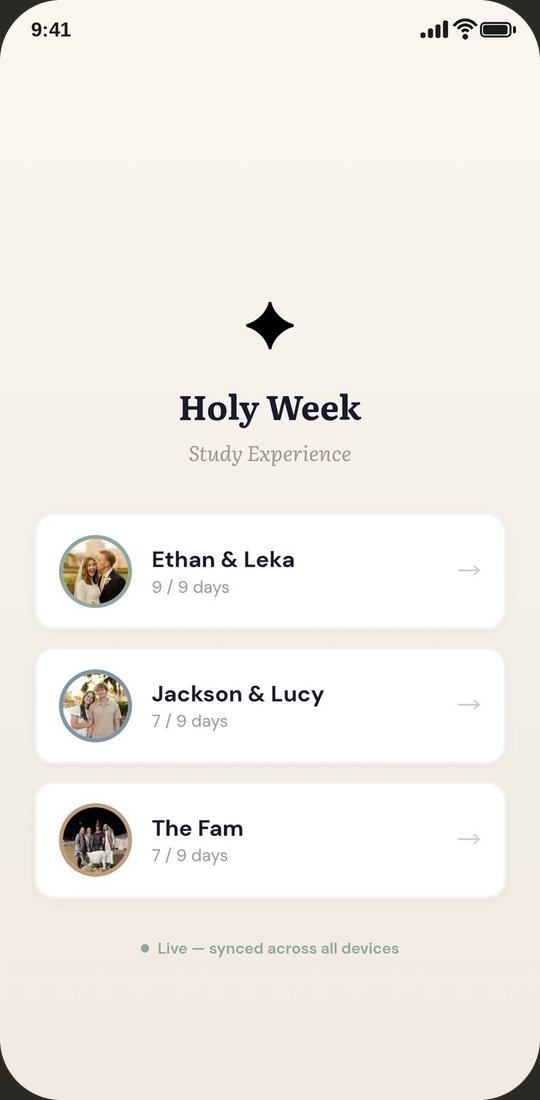 9:41
Holy Week
Study Experience
Ethan & Leka
9 / 9 days
Jackson & Lucy
7 / 9 days
The Fam
7 / 9 days
Live — synced across all devices